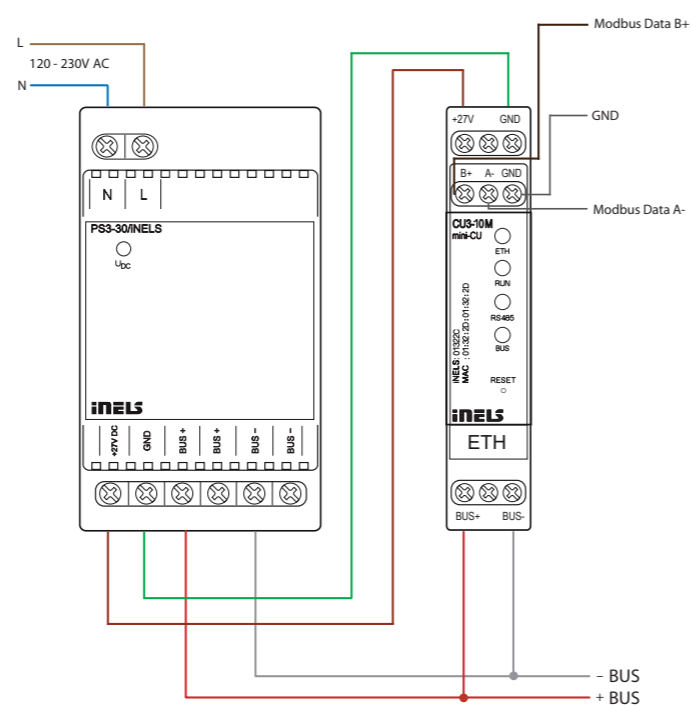 L
120 - 230V AC
N
N
L
PS3-30/iNELS
UDC
iNELS
+27V DC
GND
BUS +
BUS +
BUS –
BUS –
Modbus Data B+
GND
Modbus Data A-
+27V GND
B+ A- GND
CU3-10M
mini-CU
ETH
RUN
RS485
BUS
iNELS: 01322C
MAC : 01:32:2D:01:32:2D
RESET
iNELS
ETH
BUS+ BUS-
– BUS
+ BUS